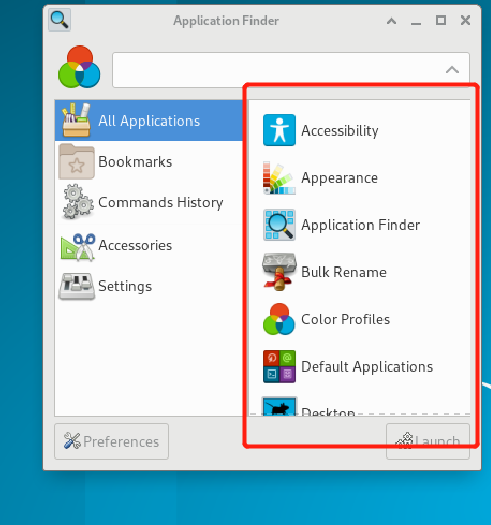 Application Finder
All Applications
Bookmarks
Commands History
Accessories
Settings
Accessibility
Appearance
Application Finder
Bulk Rename
Color Profiles
Default Applications
Desktop
Preferences
Launch